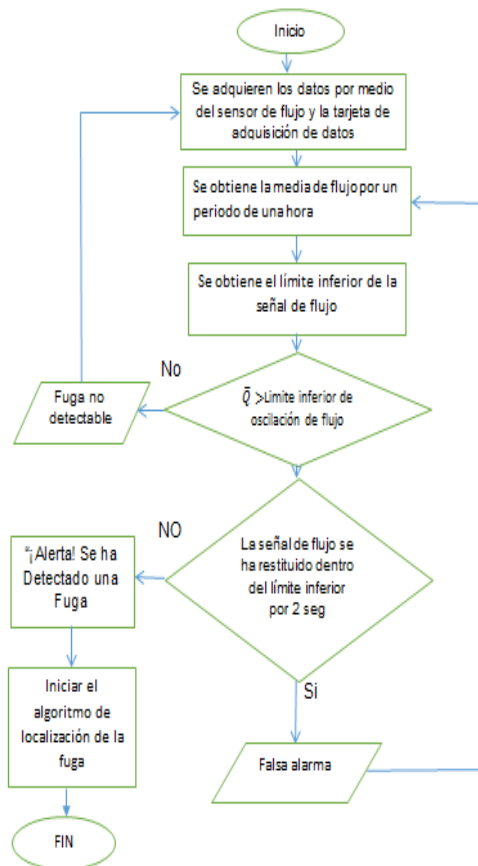 Inicio
Se adquieren los datos por medio
del sensor de flujo y la tarjeta de
adquisición de datos
Se obtiene la media de flujo por un
periodo de una hora
Se obtiene el límite inferior de la
señal de flujo
No
Q̄ >Limite inferior de
oscilación de flujo
Fuga no
detectable
NO
La señal de flujo se
ha restituido dentro
del límite inferior
por 2 seg
"¡Alerta! Se ha
Detectado una
Fuga
Si
Iniciar el
algoritmo de
localización de la
fuga
Falsa alarma
FIN